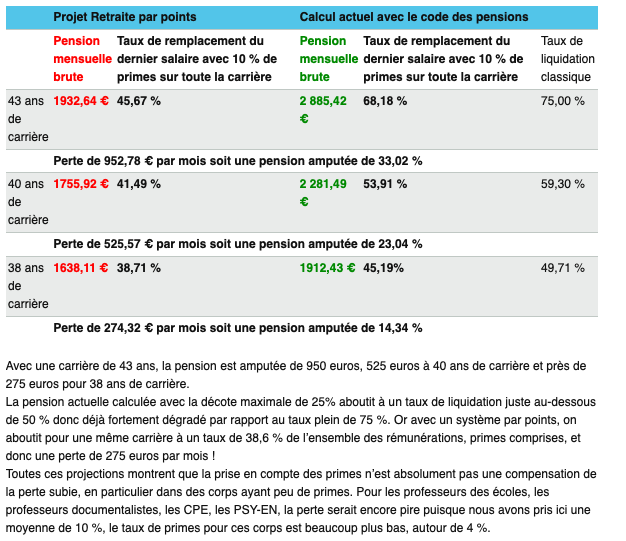 Projet Retraite par points Calcul actuel avec le code des pensions
Pension Taux de remplacement du Pension Taux de remplacement du Taux de
mensuelle dernier salaire avec 10 % de mensuelle dernier salaire avec 10 % de liquidation
brute primes sur toute la carrière brute primes sur toute la carrière classique
43 ans 1932,64 € 45,67 % 2 885,42 68,18 % 75,00 %
de €
carrière
Perte de 952,78 € par mois soit une pension amputée de 33,02 %
40 ans 1755,92 € 41,49 % 2 281,49 53,91 % 59,30 %
de €
carrière
Perte de 525,57 € par mois soit une pension amputée de 23,04 %
38 ans 1638,11 € 38,71 % 1912,43 € 45,19% 49,71 %
de
carrière
Perte de 274,32 € par mois soit une pension amputée de 14,34 %
Avec une carrière de 43 ans, la pension est amputée de 950 euros, 525 euros à 40 ans de carrière et près de
275 euros pour 38 ans de carrière.
La pension actuelle calculée avec la décote maximale de 25% aboutit à un taux de liquidation juste au-dessous
de 50 % donc déjà fortement dégradé par rapport au taux plein de 75 %. Or avec un système par points, on
aboutit pour une même carrière à un taux de 38,6 % de l'ensemble des rémunérations, primes comprises, et
donc une perte de 275 euros par mois !
Toutes ces projections montrent que la prise en compte des primes n'est absolument pas une compensation de
la perte subie, en particulier dans des corps ayant peu de primes. Pour les professeurs des écoles, les
professeurs documentalistes, les CPE, les PSY-EN, la perte serait encore pire puisque nous avons pris ici une
moyenne de 10 %, le taux de primes pour ces corps est beaucoup plus bas, autour de 4 %.